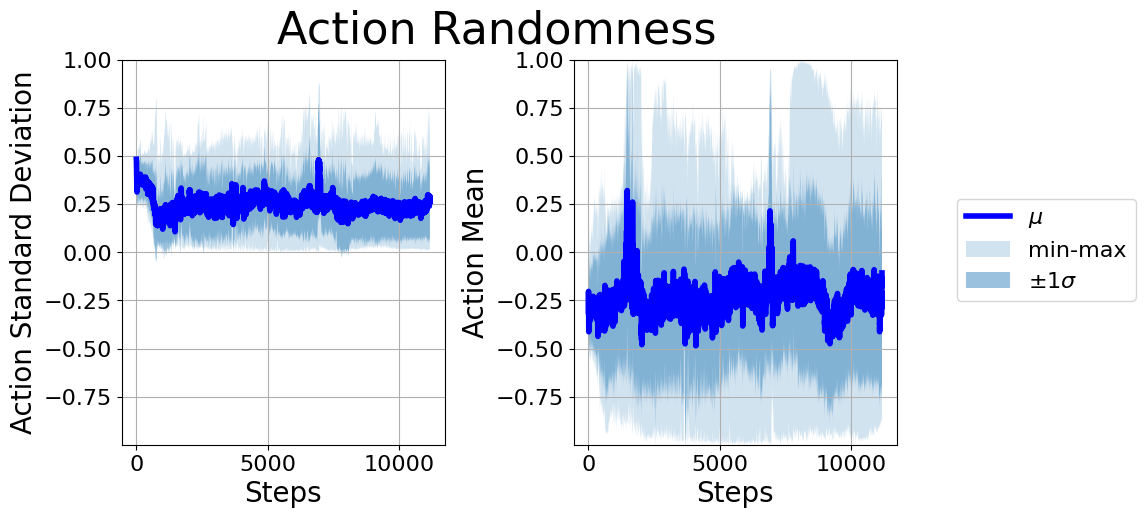 Action Randomness
Action Standard Deviation
1.00
0.75
0.50
0.25
0.00
−0.25
−0.50
−0.75
0
5000
10000
Steps
Action Mean
1.00
0.75
0.50
0.25
0.00
−0.25
−0.50
−0.75
0
5000
10000
Steps
μ
min-max
±1σ